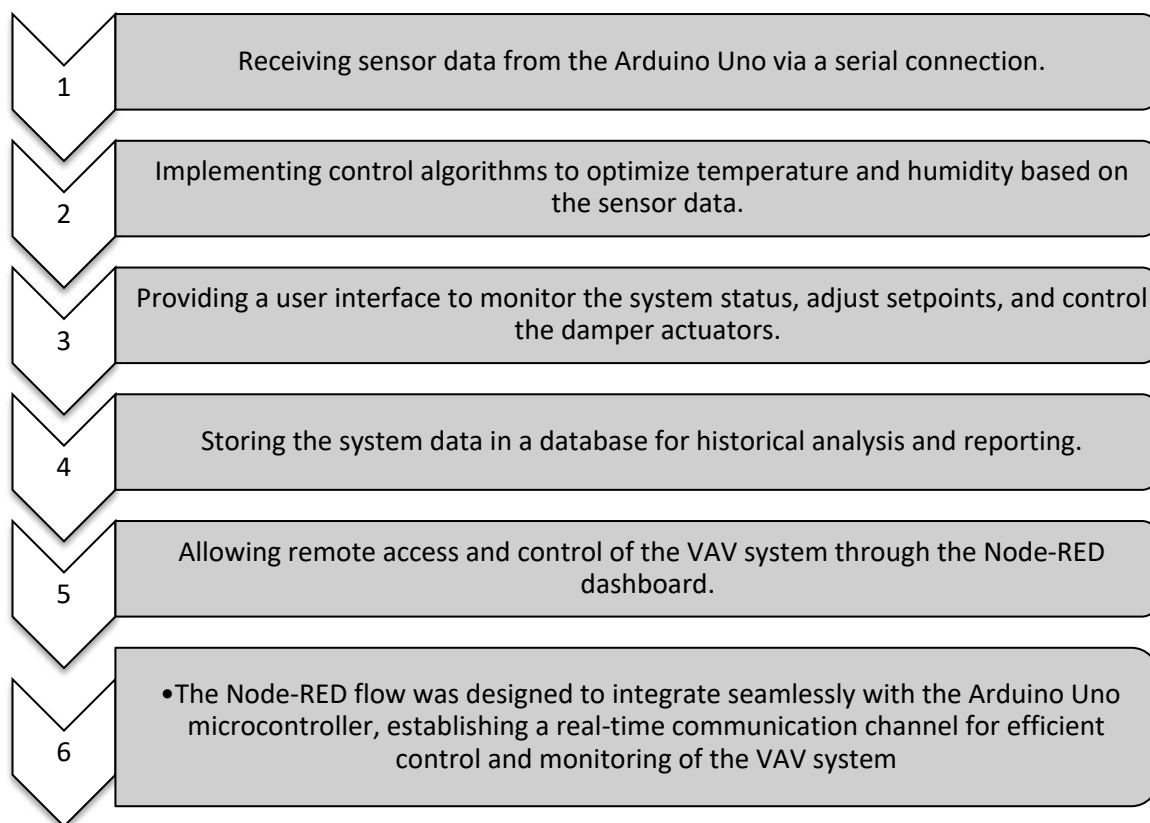 1
Receiving sensor data from the Arduino Uno via a serial connection.
2
Implementing control algorithms to optimize temperature and humidity based on
the sensor data.
3
Providing a user interface to monitor the system status, adjust setpoints, and control
the damper actuators.
4
Storing the system data in a database for historical analysis and reporting.
5
Allowing remote access and control of the VAV system through the Node-RED
dashboard.
6
•The Node-RED flow was designed to integrate seamlessly with the Arduino Uno
microcontroller, establishing a real-time communication channel for efficient
control and monitoring of the VAV system